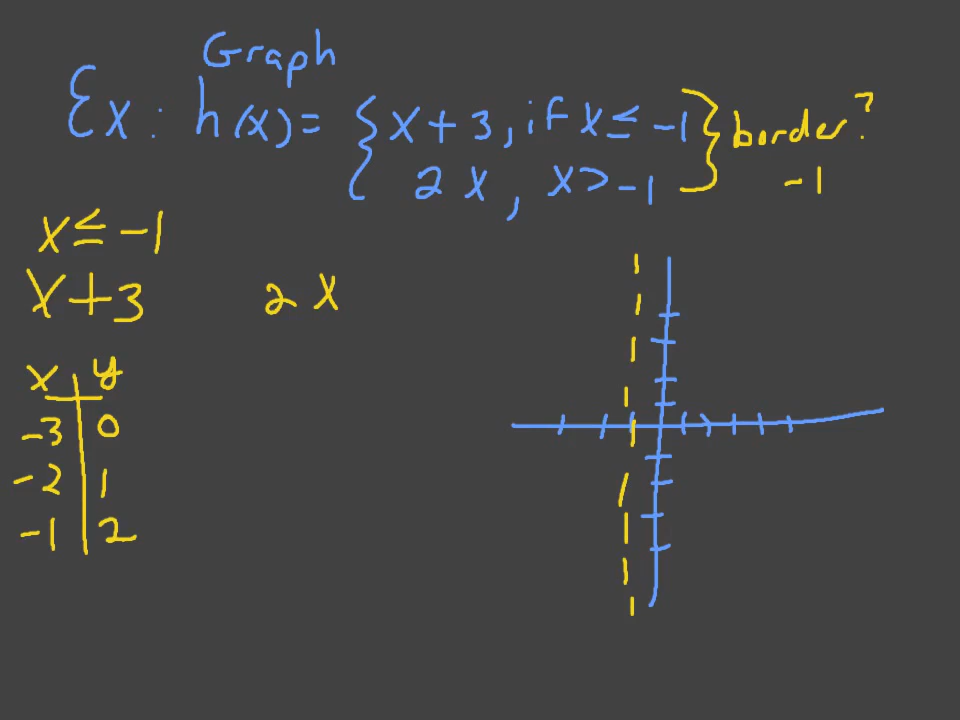 Graph
Ex: h(x)= { x+3, if x ≤ -1 } border?
2x, x > -1 -1
x ≤ -1
x+3 2x
x y
-3 0
-2 1
-1 2